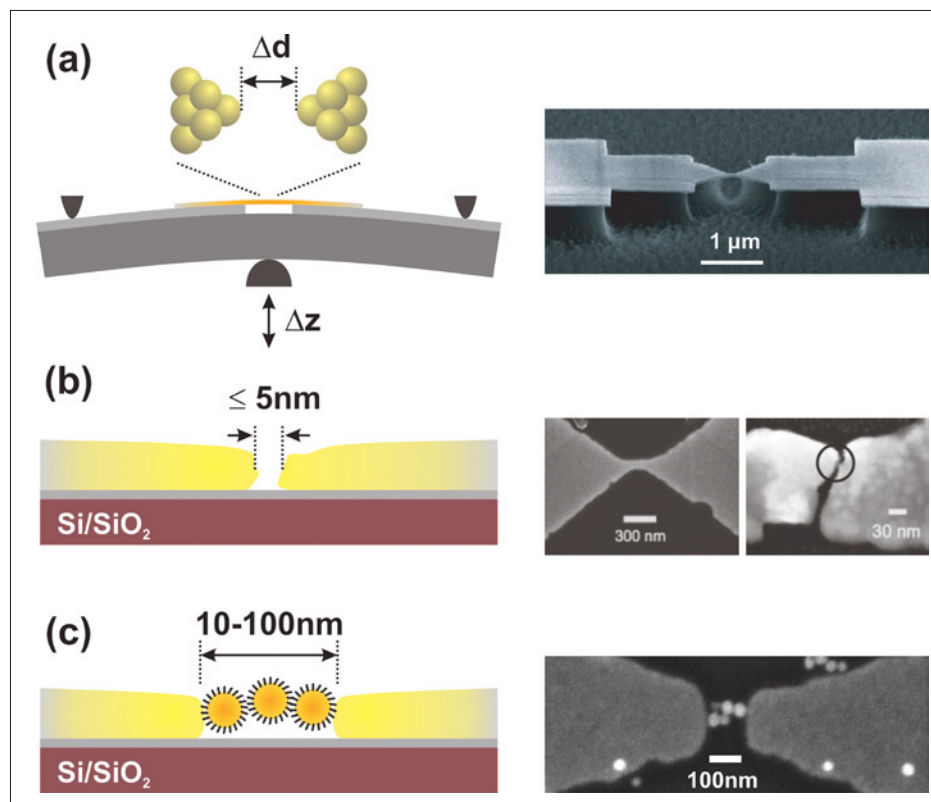 (a)
Δd
1 μm
Δz
(b)
≤ 5nm
Si/SiO₂
300 nm
30 nm
(c)
10-100nm
Si/SiO₂
100nm